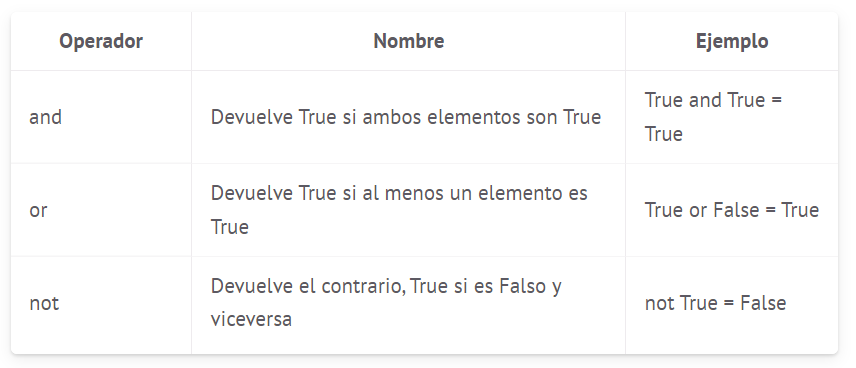 Operador
Nombre
Ejemplo
and
Devuelve True si ambos elementos son True
True and True =
True
or
Devuelve True si al menos un elemento es
True
True or False = True
not
Devuelve el contrario, True si es Falso y
viceversa
not True = False